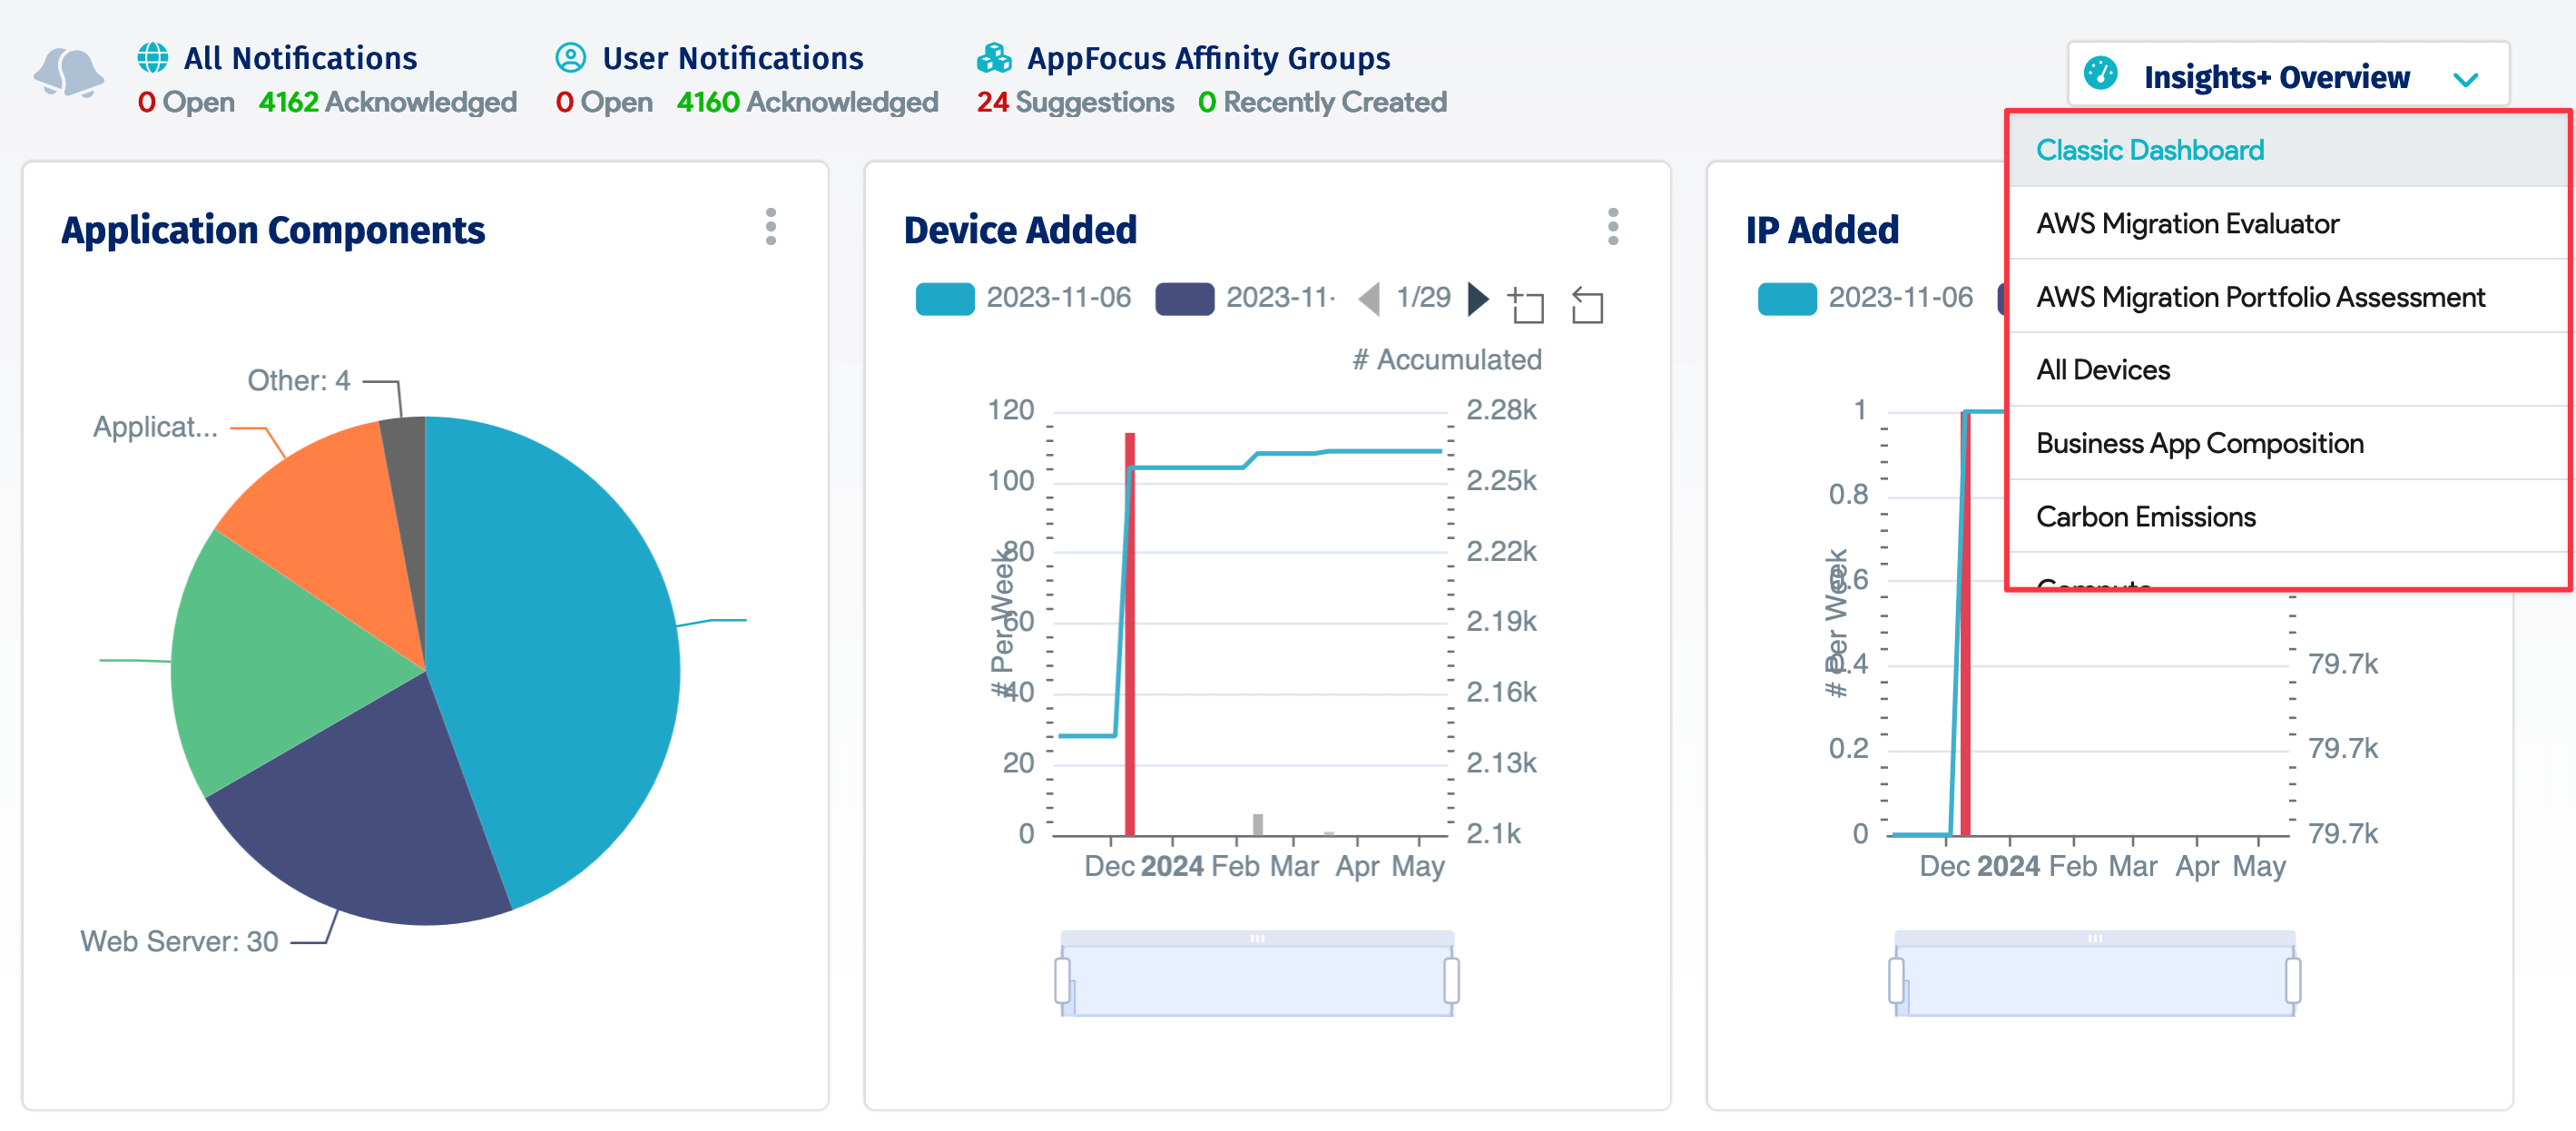 All Notifications
0 Open 4162 Acknowledged
User Notifications
0 Open 4160 Acknowledged
AppFocus Affinity Groups
24 Suggestions 0 Recently Created
Insights+ Overview
Classic Dashboard
AWS Migration Evaluator
AWS Migration Portfolio Assessment
All Devices
Business App Composition
Carbon Emissions
Compute
Application Components
Other: 4
Applicat...
Web Server: 30
Device Added
2023-11-06 2023-11- 1/29
# Accumulated
# Per Week
120 2.28k
100 2.25k
80 2.22k
60 2.19k
40 2.16k
20 2.13k
0 2.1k
Dec 2024 Feb Mar Apr May
IP Added
2023-11-06
# Per Week
1
0.8
0.6
0.4 79.7k
0.2 79.7k
0 79.7k
Dec 2024 Feb Mar Apr May